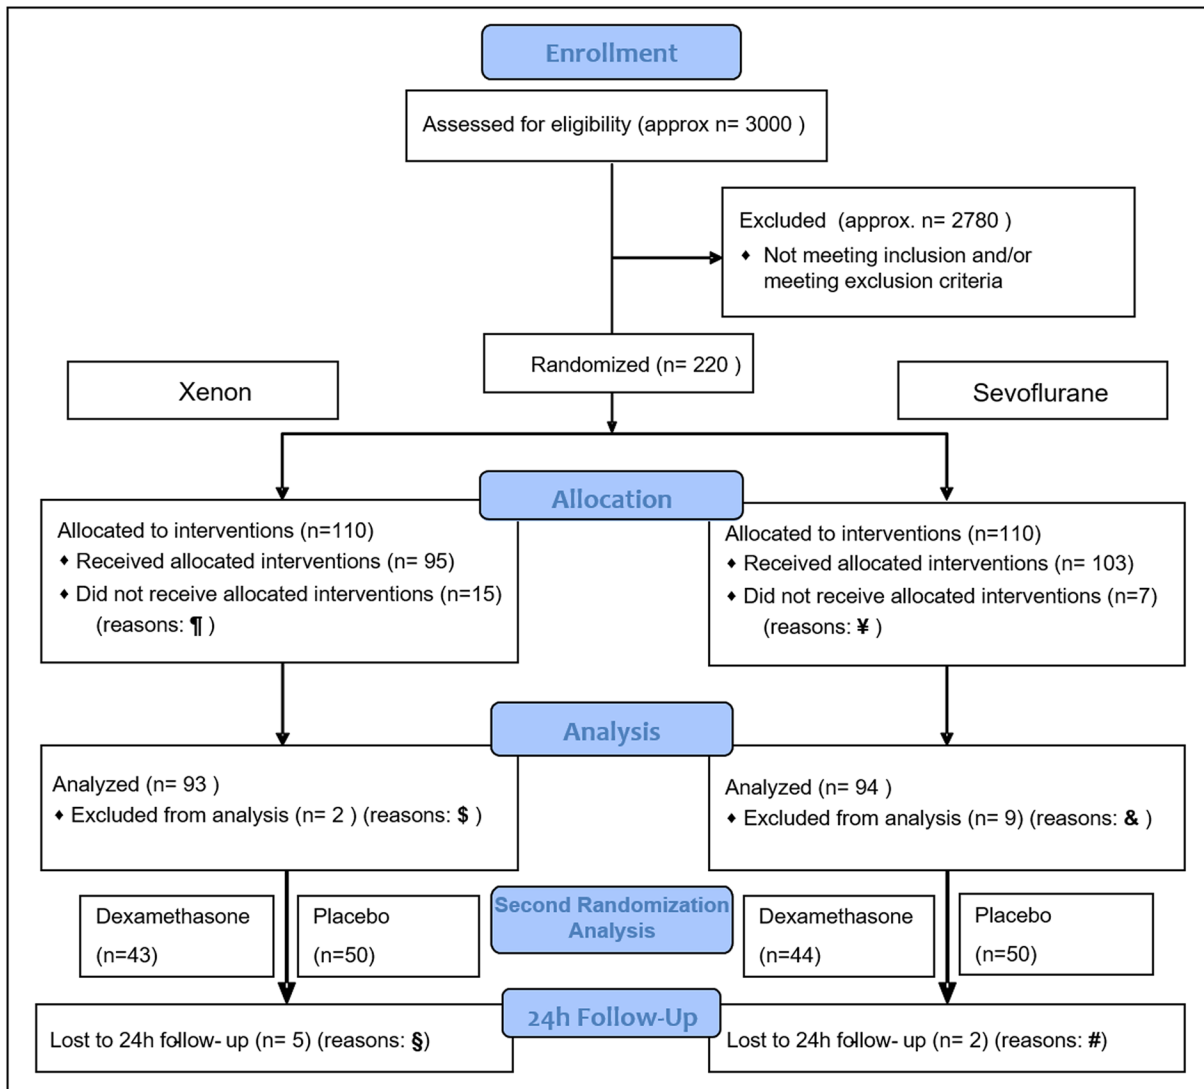 Enrollment
Assessed for eligibility (approx n= 3000 )
Excluded (approx. n= 2780 )
♦ Not meeting inclusion and/or
meeting exclusion criteria
Randomized (n= 220 )
Xenon
Sevoflurane
Allocation
Allocated to interventions (n=110)
♦ Received allocated interventions (n= 95)
♦ Did not receive allocated interventions (n=15)
(reasons: ¶ )
Allocated to interventions (n=110)
♦ Received allocated interventions (n= 103)
♦ Did not receive allocated interventions (n=7)
(reasons: ¥ )
Analysis
Analyzed (n= 93 )
♦ Excluded from analysis (n= 2 ) (reasons: $ )
Analyzed (n= 94 )
♦ Excluded from analysis (n= 9) (reasons: & )
Second Randomization
Analysis
Dexamethasone
(n=43)
Placebo
(n=50)
Dexamethasone
(n=44)
Placebo
(n=50)
24h Follow-Up
Lost to 24h follow- up (n= 5) (reasons: §)
Lost to 24h follow- up (n= 2) (reasons: #)